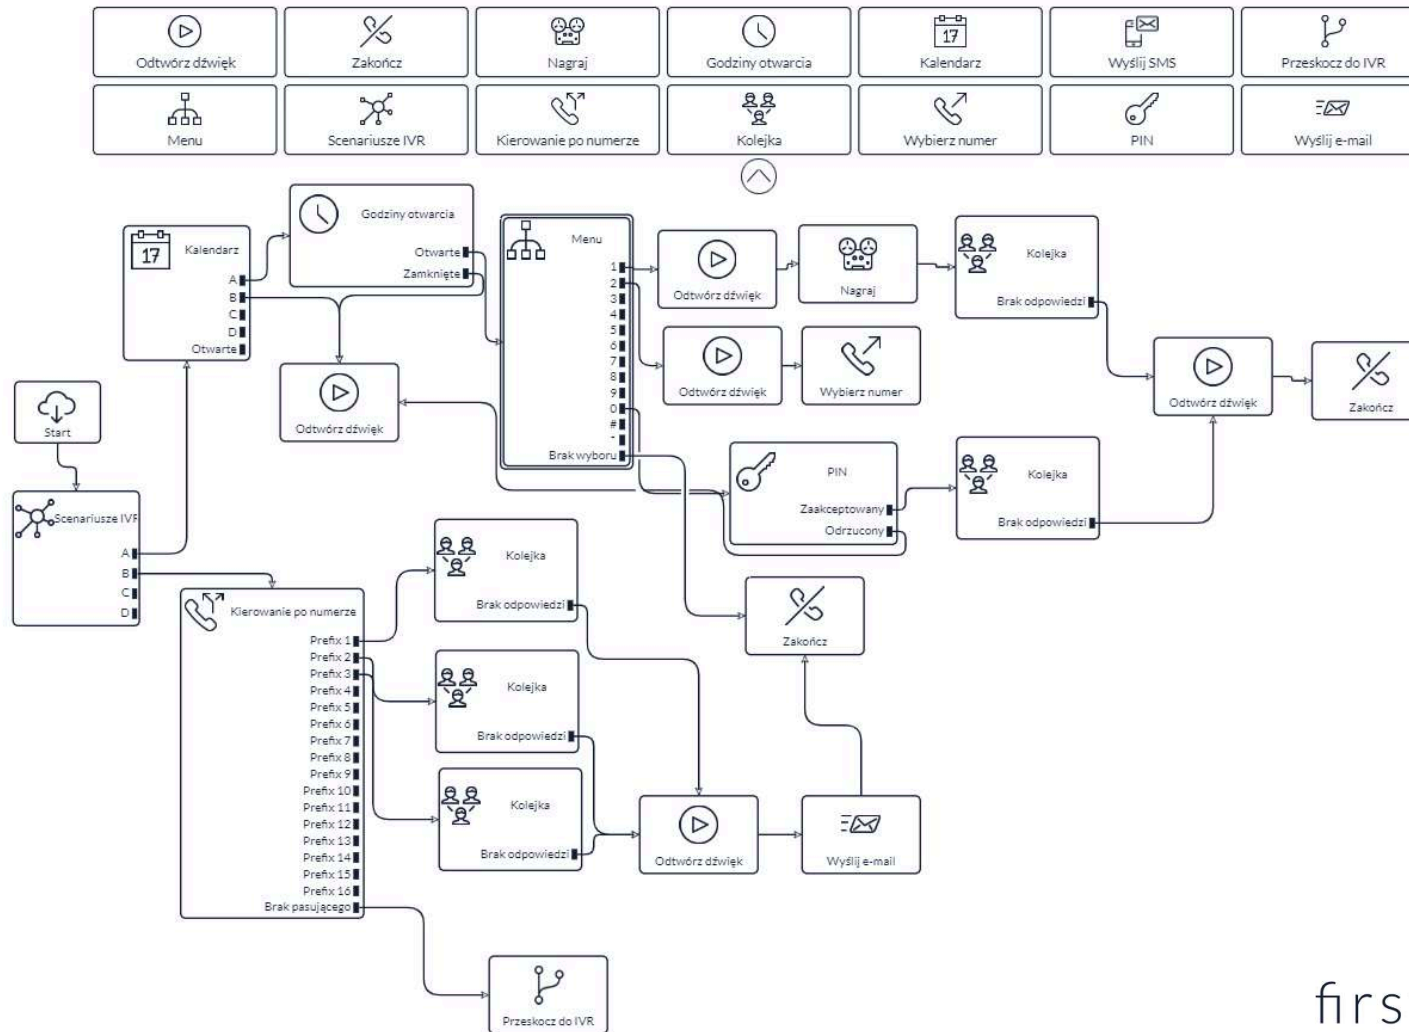 Odtwórz dźwięk
Zakończ
Nagraj
Godziny otwarcia
Kalendarz
Wyślij SMS
Przeskocz do IVR
Menu
Scenariusze IVR
Kierowanie po numerze
Kolejka
Wybierz numer
PIN
Wyślij e-mail
17
17
Kalendarz
A
B
C
D
Otwarte
Godziny otwarcia
Otwarte
Zamknięte
Odtwórz dźwięk
Menu
1
2
3
4
5
6
7
8
9
0
#
-
Brak wyboru
Odtwórz dźwięk
Nagraj
Kolejka
Brak odpowiedzi
Odtwórz dźwięk
Wybierz numer
Odtwórz dźwięk
Zakończ
PIN
Zaakceptowany
Odrzucony
Kolejka
Brak odpowiedzi
Start
Scenariusze IVR
A
B
C
D
Kierowanie po numerze
Prefix 1
Prefix 2
Prefix 3
Prefix 4
Prefix 5
Prefix 6
Prefix 7
Prefix 8
Prefix 9
Prefix 10
Prefix 11
Prefix 12
Prefix 13
Prefix 14
Prefix 15
Prefix 16
Brak pasującego
Kolejka
Brak odpowiedzi
Kolejka
Brak odpowiedzi
Kolejka
Brak odpowiedzi
Zakończ
Odtwórz dźwięk
Wyślij e-mail
Przeskocz do IVR
firs